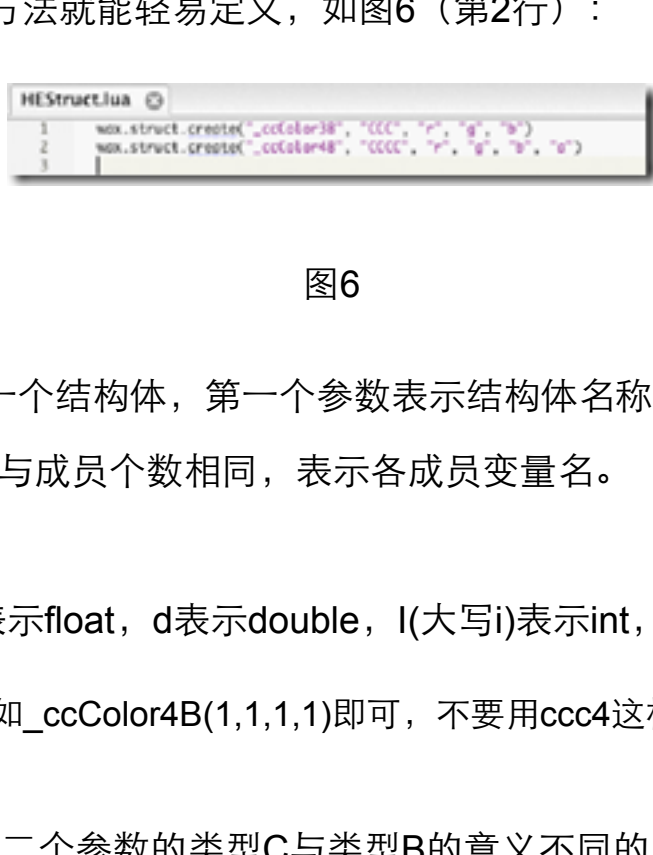 方法就能轻易定义，如图6（第2行）：
HEStruct.lua
1 wax.struct.create("_ccColor3B", "CCC", "r", "g", "b")
2 wax.struct.create("_ccColor4B", "CCCC", "r", "g", "b", "a")
3
图6
一个结构体，第一个参数表示结构体名称
与成员个数相同，表示各成员变量名。
表示float，d表示double，I(大写i)表示int，
如_ccColor4B(1,1,1,1)即可，不要用ccc4这样
二个参数的类型C与类型B的意义不同的